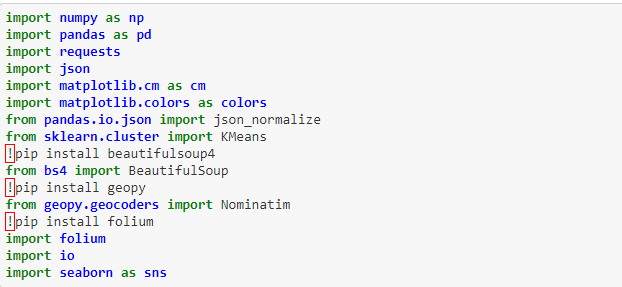 import numpy as np
import pandas as pd
import requests
import json
import matplotlib.cm as cm
import matplotlib.colors as colors
from pandas.io.json import json_normalize
from sklearn.cluster import KMeans
!pip install beautifulsoup4
from bs4 import BeautifulSoup
!pip install geopy
from geopy.geocoders import Nominatim
!pip install folium
import folium
import io
import seaborn as sns